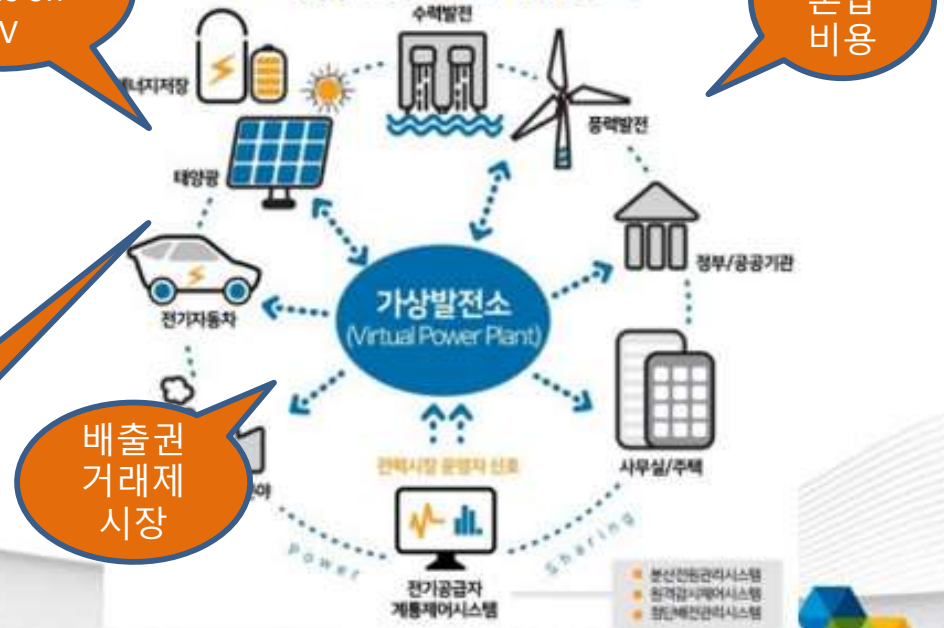 V
비용
수력발전
에너지저장
풍력발전
태양광
정부/공공기관
전기자동차
가상발전소
(Virtual Power Plant)
배출권
거래제
시장
전력시장 운영자 신호
사무실/주택
Power
Sharing
전기공급자
계통제어시스템
분산전원관리시스템
원격감시제어시스템
첨단배전관리시스템